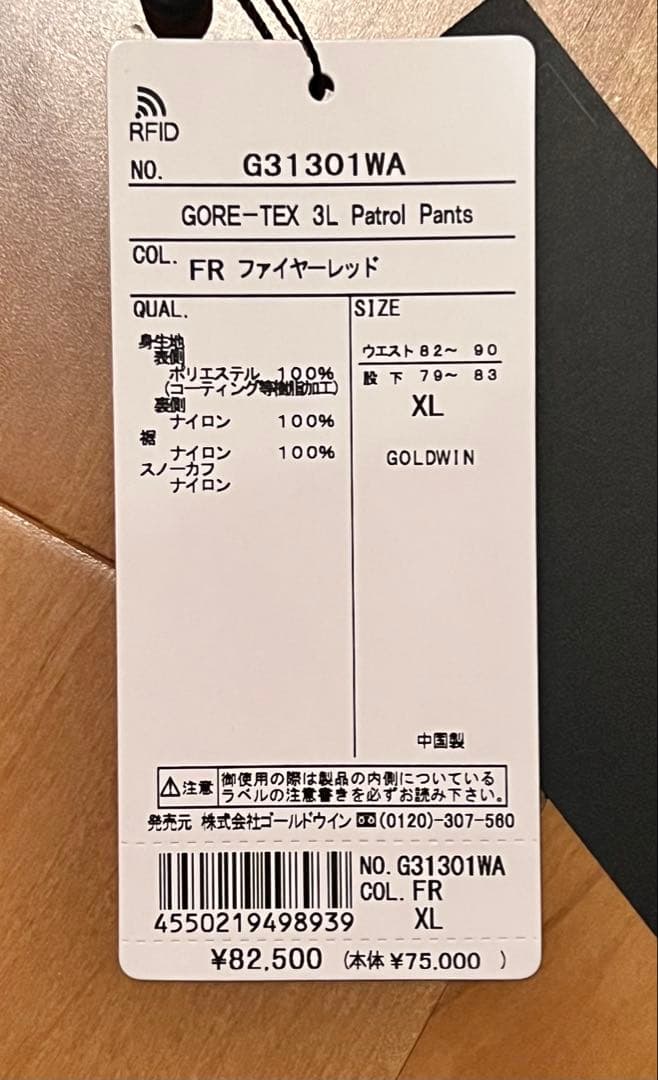 RFID
NO. G31301WA
GORE-TEX 3L Patrol Pants
COL. FR ファイヤーレッド
QUAL.
身生地
表側
ポリエステル 100%
(コーティング等樹脂加工)
裏側
ナイロン 100%
裾
ナイロン 100%
スノーカフ
ナイロン
SIZE
ウエスト 82~ 90
股下 79~ 83
XL
GOLDWIN
中国製
注意 御使用の際は製品の内側についている
ラベルの注意書きを必ずお読み下さい。
発売元 株式会社ゴールドウイン (0120)-307-560
4550219498939
NO. G31301WA
COL. FR
XL
¥82,500 (本体 ¥75,000 )